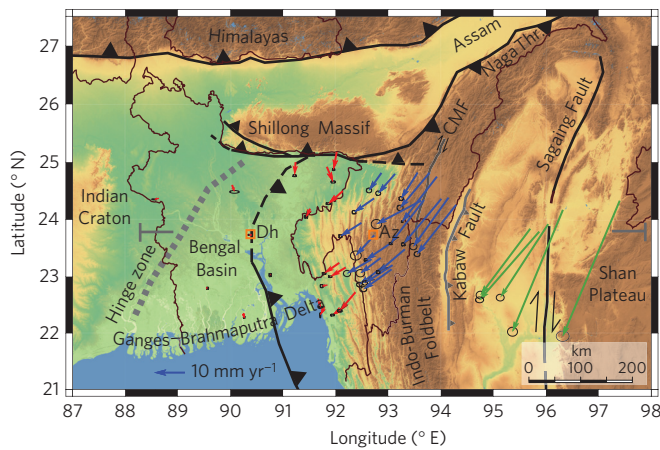 Himalayas
Assam
Naga Thr.
CMF
Shillong Massif
Sagaing Fault
Indian
Craton
Hinge zone
Bengal
Basin
Dh
Az
Kabaw Fault
Shan
Plateau
Ganges–Brahmaputra Delta
Indo-Burman
Foldbelt
10 mm yr⁻¹
km
0 50 100 200
Latitude (° N)
27
26
25
24
23
22
21
87 88 89 90 91 92 93 94 95 96 97 98
Longitude (° E)